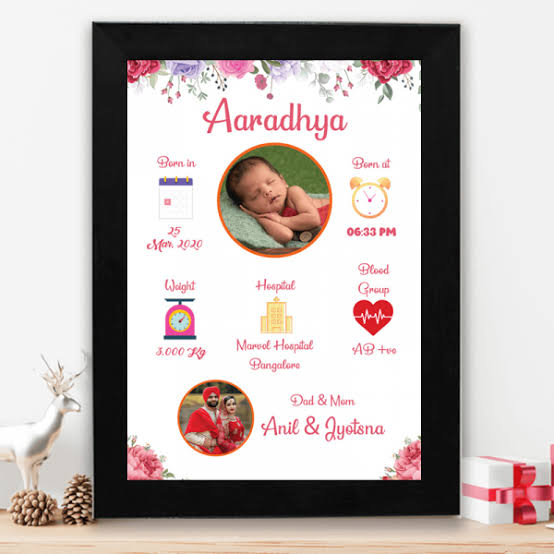 Aaradhya
Born in
25
Mar, 2020
Born at
06:33 PM
Weight
3.000 Kg
Hospital
Marvel Hospital
Bangalore
Blood
Group
AB +ve
Dad & Mom
Anil & Jyotsna